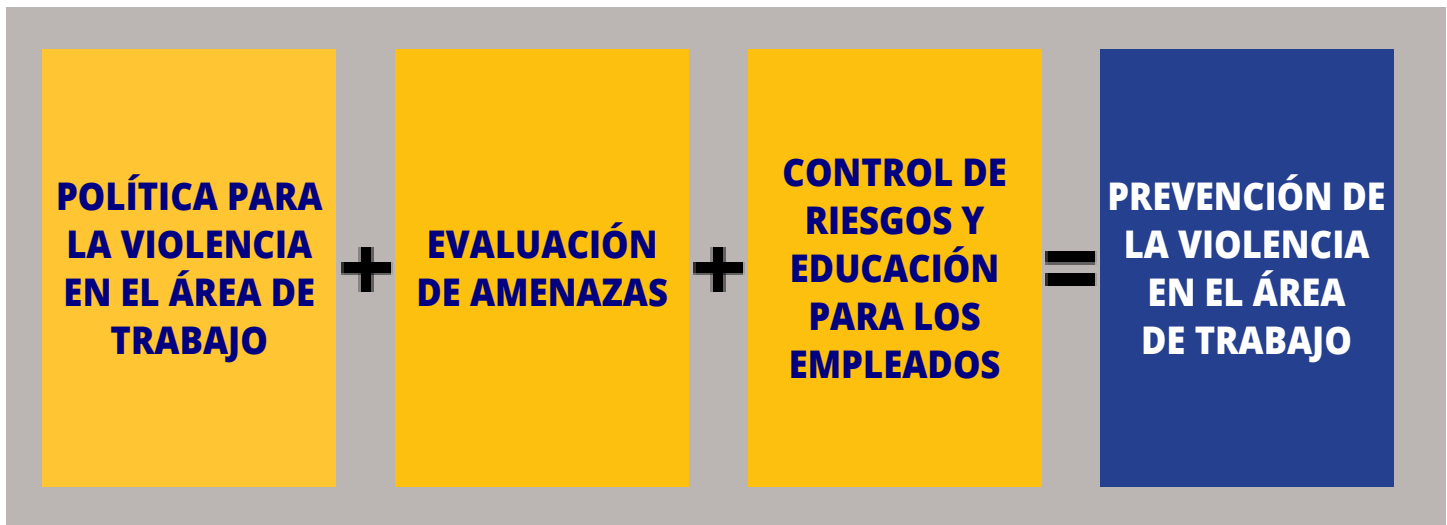 POLÍTICA PARA
LA VIOLENCIA
EN EL ÁREA DE
TRABAJO
+
EVALUACIÓN
DE AMENAZAS
+
CONTROL DE
RIESGOS Y
EDUCACIÓN
PARA LOS
EMPLEADOS
=
PREVENCIÓN DE
LA VIOLENCIA
EN EL ÁREA
DE TRABAJO